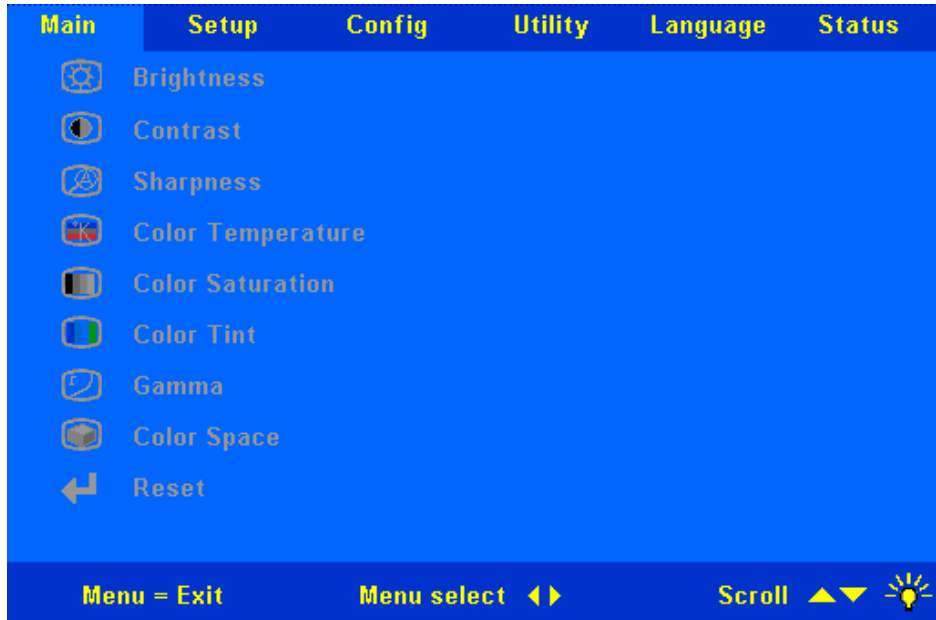 Main Setup Config Utility Language Status
Brightness
Contrast
Sharpness
°K
Color Temperature
Color Saturation
Color Tint
Gamma
Color Space
Reset
Menu = Exit Menu select Scroll